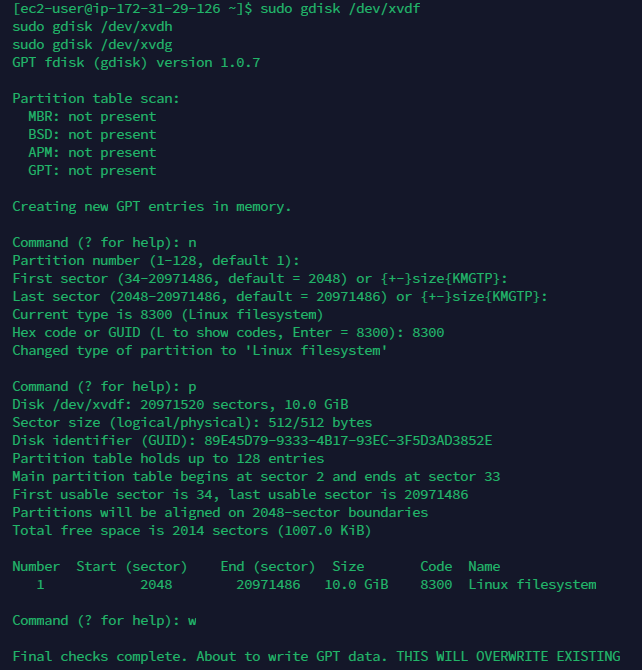 [ec2-user@ip-172-31-29-126 ~]$ sudo gdisk /dev/xvdf
sudo gdisk /dev/xvdh
sudo gdisk /dev/xvdg
GPT fdisk (gdisk) version 1.0.7
Partition table scan:
MBR: not present
BSD: not present
APM: not present
GPT: not present
Creating new GPT entries in memory.
Command (? for help): n
Partition number (1-128, default 1):
First sector (34-20971486, default = 2048) or {+-}size{KMGTP}:
Last sector (2048-20971486, default = 20971486) or {+-}size{KMGTP}:
Current type is 8300 (Linux filesystem)
Hex code or GUID (L to show codes, Enter = 8300): 8300
Changed type of partition to 'Linux filesystem'
Command (? for help): p
Disk /dev/xvdf: 20971520 sectors, 10.0 GiB
Sector size (logical/physical): 512/512 bytes
Disk identifier (GUID): 89E45D79-9333-4B17-93EC-3F5D3AD3852E
Partition table holds up to 128 entries
Main partition table begins at sector 2 and ends at sector 33
First usable sector is 34, last usable sector is 20971486
Partitions will be aligned on 2048-sector boundaries
Total free space is 2014 sectors (1007.0 KiB)
Number  Start (sector)    End (sector)  Size       Code  Name
1            2048        20971486   10.0 GiB    8300  Linux filesystem
Command (? for help): w
Final checks complete. About to write GPT data. THIS WILL OVERWRITE EXISTING